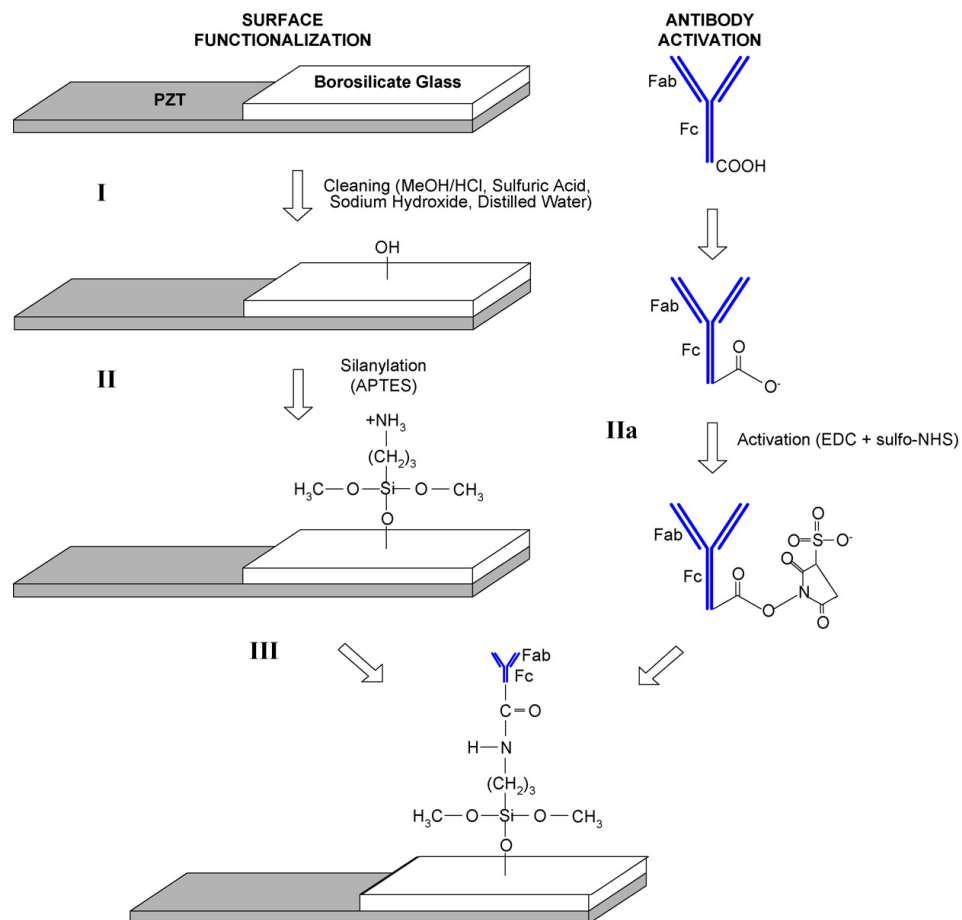 SURFACE
FUNCTIONALIZATION
PZT
Borosilicate Glass
I
Cleaning (MeOH/HCl, Sulfuric Acid,
Sodium Hydroxide, Distilled Water)
OH
II
Silanylation
(APTES)
+NH3
(CH2)3
H3C—O—Si—O—CH3
O
ANTIBODY
ACTIVATION
Fab
Fc
COOH
Fab
Fc
O
O-
IIa
Activation (EDC + sulfo-NHS)
Fab
Fc
O
O
O
O=S—O-
O
N
O
III
Fab
Fc
C=O
H—N
(CH2)3
H3C—O—Si—O—CH3
O